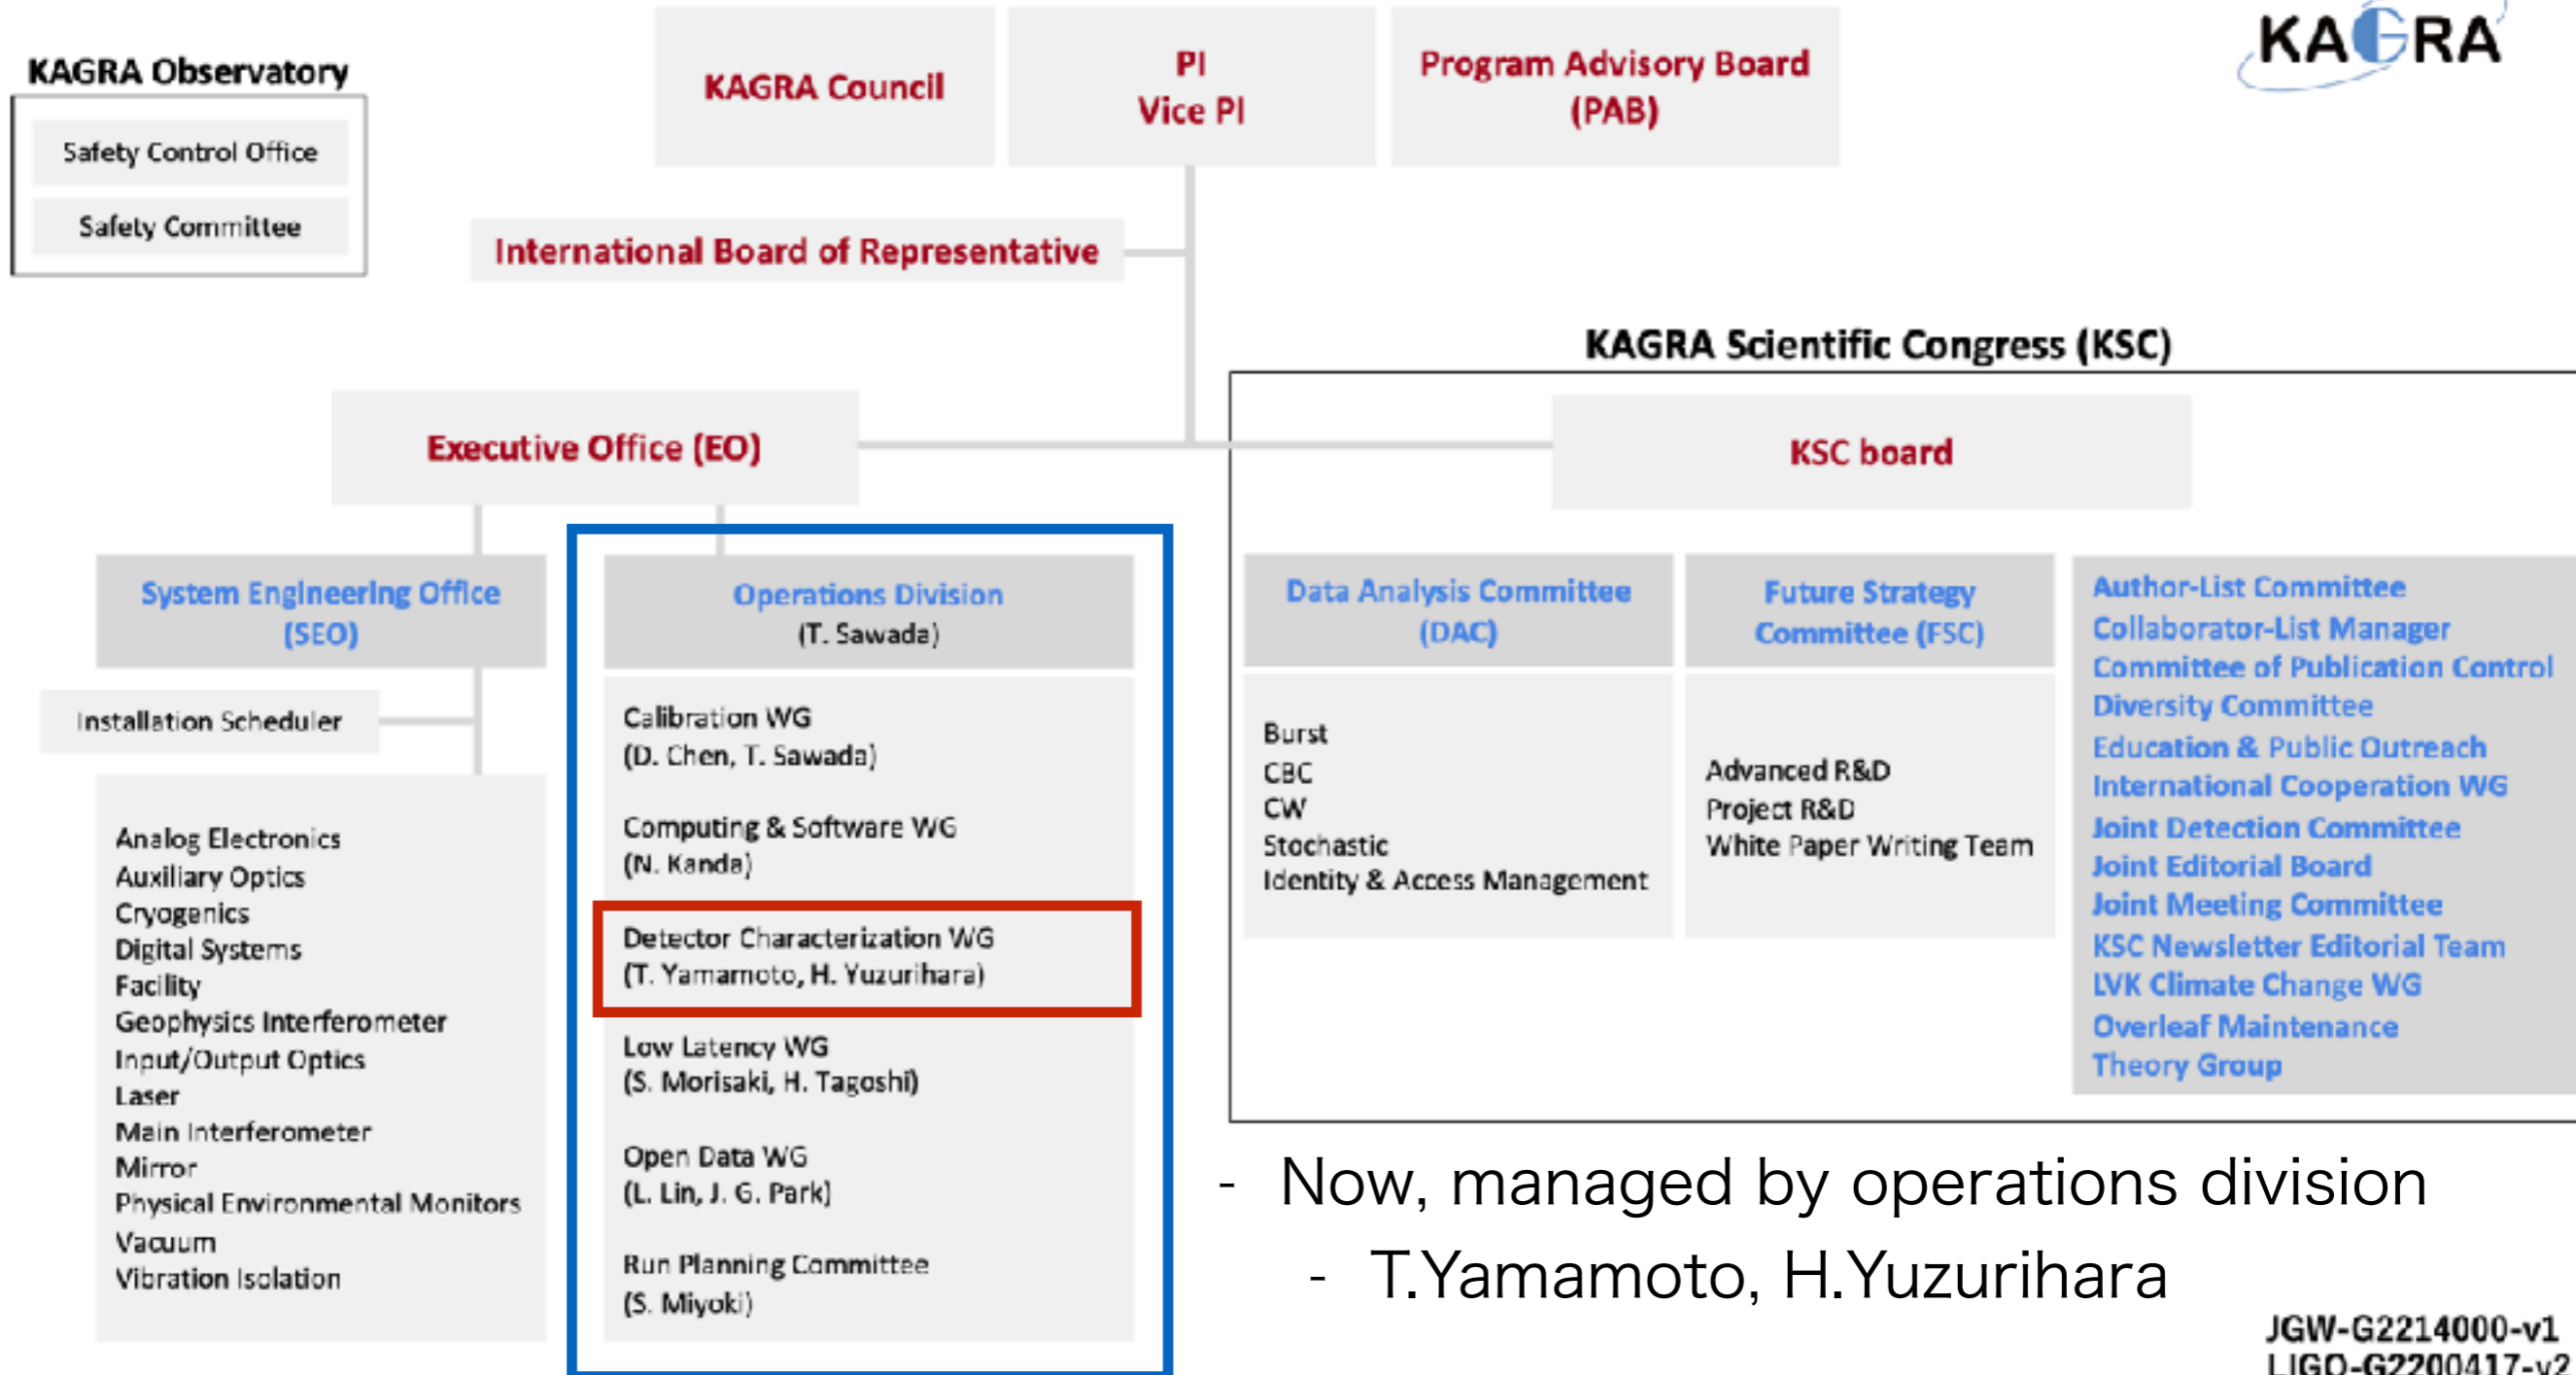 KAGRA Observatory
Safety Control Office
Safety Committee
KAGRA Council
PI
Vice PI
Program Advisory Board
(PAB)
KAGRA
International Board of Representative
Executive Office (EO)
System Engineering Office
(SEO)
Installation Scheduler
Analog Electronics
Auxiliary Optics
Cryogenics
Digital Systems
Facility
Geophysics Interferometer
Input/Output Optics
Laser
Main Interferometer
Mirror
Physical Environmental Monitors
Vacuum
Vibration Isolation
Operations Division
(T. Sawada)
Calibration WG
(D. Chen, T. Sawada)
Computing & Software WG
(N. Kanda)
Detector Characterization WG
(T. Yamamoto, H. Yuzurihara)
Low Latency WG
(S. Morisaki, H. Tagoshi)
Open Data WG
(L. Lin, J. G. Park)
Run Planning Committee
(S. Miyoki)
KAGRA Scientific Congress (KSC)
KSC board
Data Analysis Committee
(DAC)
Burst
CBC
CW
Stochastic
Identity & Access Management
Future Strategy
Committee (FSC)
Advanced R&D
Project R&D
White Paper Writing Team
Author-List Committee
Collaborator-List Manager
Committee of Publication Control
Diversity Committee
Education & Public Outreach
International Cooperation WG
Joint Detection Committee
Joint Editorial Board
Joint Meeting Committee
KSC Newsletter Editorial Team
LVK Climate Change WG
Overleaf Maintenance
Theory Group
- Now, managed by operations division
- T.Yamamoto, H.Yuzurihara
JGW-G2214000-v1
LIGO-G2200417-v2